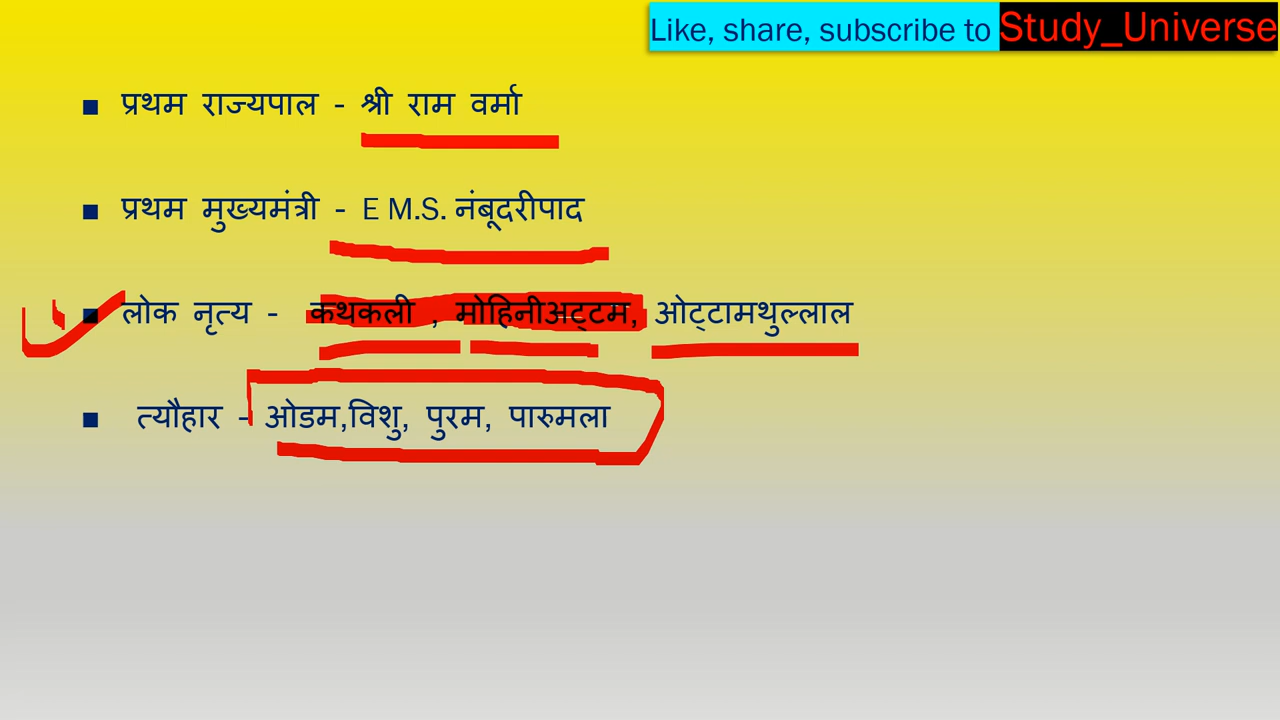 Like, share, subscribe to Study_Universe
▪ प्रथम राज्यपाल - श्री राम वर्मा
▪ प्रथम मुख्यमंत्री - E M.S. नंबूदरीपाद
▪ लोक नृत्य - कथकली , मोहिनीअट्टम, ओट्टामथुल्लाल
▪ त्यौहार - ओडम,विशु, पुरम, पारुमला